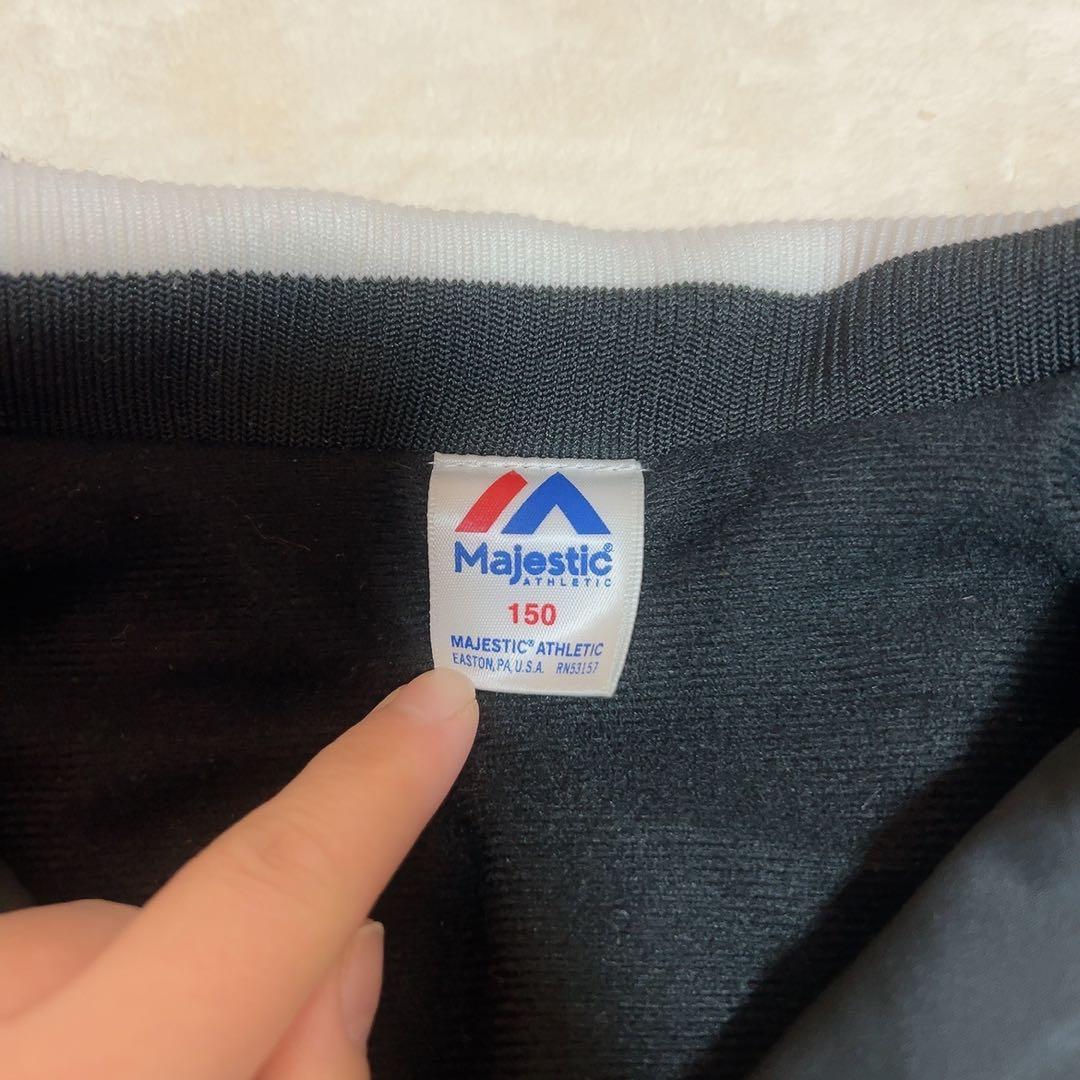 Majestic®
ATHLETIC
150
MAJESTIC® ATHLETIC
EASTON, PA, U.S.A. RN53157